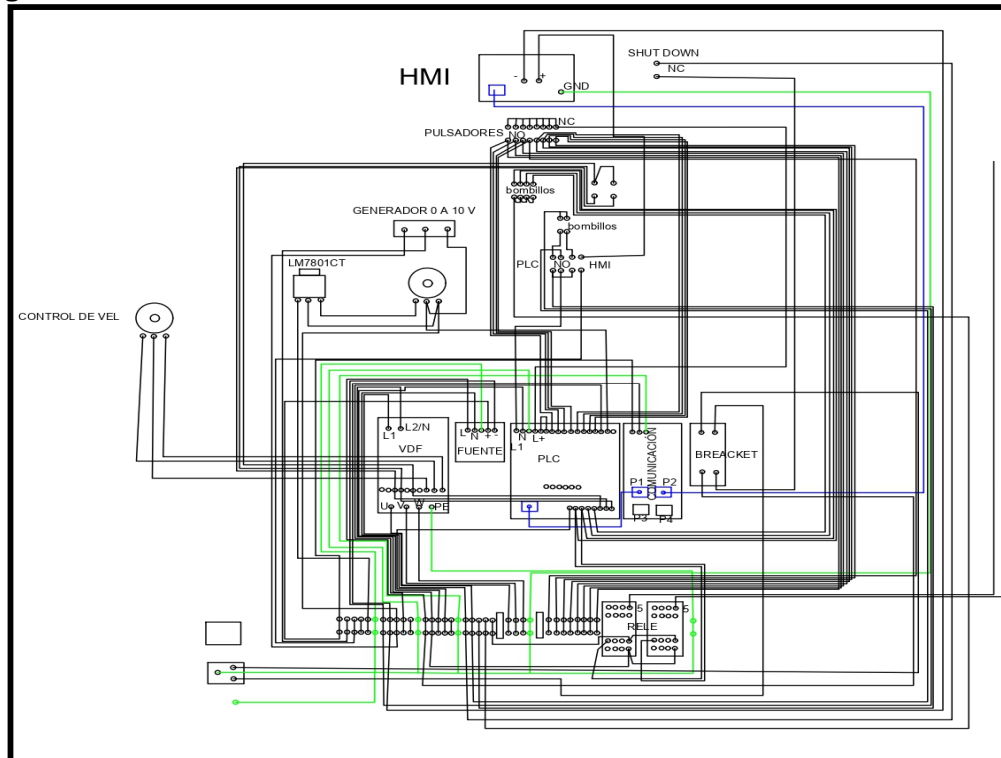 SHUT DOWN
NC
HMI
- +
GND
NC
PULSADORES NO
bombillos
GENERADOR 0 A 10 V
bombillos
LM7801CT
PLC NO HMI
CONTROL DE VEL
L1 L2/N
VDF
L N + -
FUENTE
L1 N L+
PLC
COMUNICACIÓN
BREACKET
P1 P2
P3 P4
U V W PE
5 5
RELE